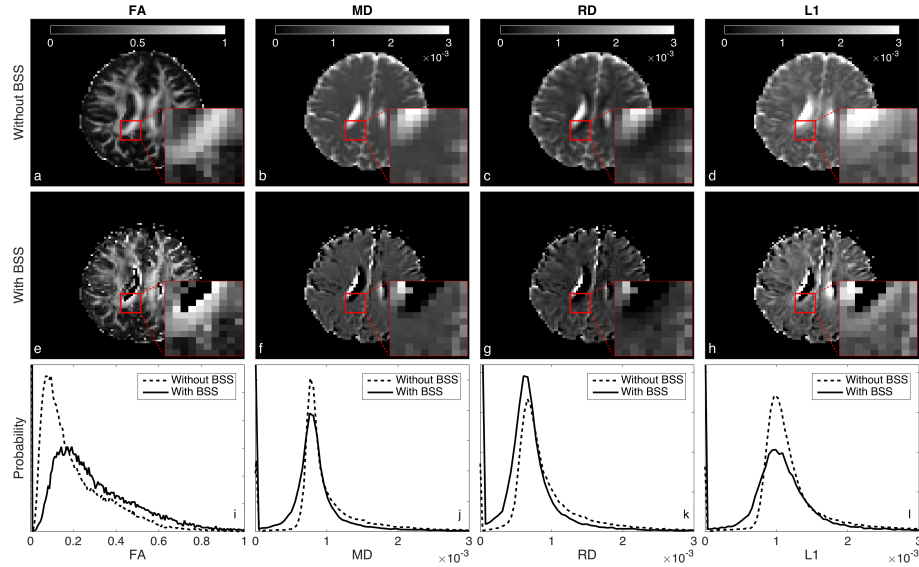 FA MD RD L1
Without BSS
0 0.5 1
0 1 2 3
×10⁻³
0 1 2 3
×10⁻³
0 1 2 3
×10⁻³
a b c d
With BSS
e f g h
Probability
Without BSS
With BSS
i
Without BSS
With BSS
j
Without BSS
With BSS
k
Without BSS
With BSS
l
0 0.2 0.4 0.6 0.8 1
FA
0 1 2 3
MD ×10⁻³
0 1 2 3
RD ×10⁻³
0 1 2 3
L1 ×10⁻³